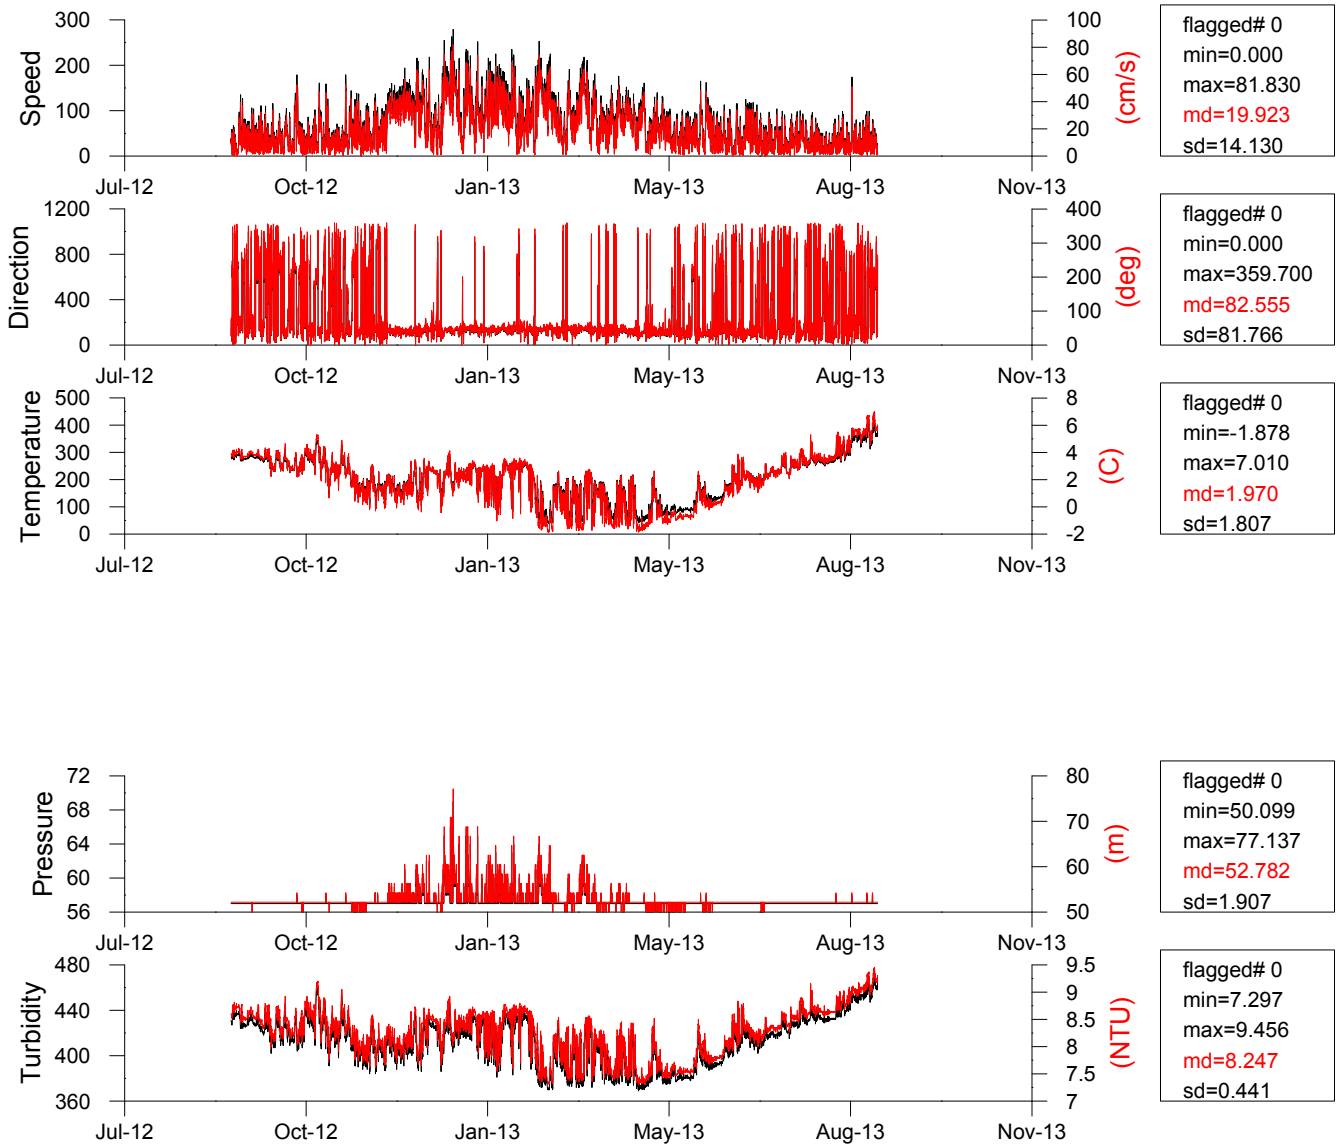 Speed
300
200
100
0
100
80
60
40
20
0
(cm/s)
Jul-12
Oct-12
Jan-13
May-13
Aug-13
Nov-13
flagged# 0
min=0.000
max=81.830
md=19.923
sd=14.130
Direction
1200
800
400
0
400
300
200
100
0
(deg)
Jul-12
Oct-12
Jan-13
May-13
Aug-13
Nov-13
flagged# 0
min=0.000
max=359.700
md=82.555
sd=81.766
Temperature
500
400
300
200
100
0
8
6
4
2
0
-2
(C)
Jul-12
Oct-12
Jan-13
May-13
Aug-13
Nov-13
flagged# 0
min=-1.878
max=7.010
md=1.970
sd=1.807
Pressure
72
68
64
60
56
80
70
60
50
(m)
Jul-12
Oct-12
Jan-13
May-13
Aug-13
Nov-13
flagged# 0
min=50.099
max=77.137
md=52.782
sd=1.907
Turbidity
480
440
400
360
9.5
9
8.5
8
7.5
7
(NTU)
Jul-12
Oct-12
Jan-13
May-13
Aug-13
Nov-13
flagged# 0
min=7.297
max=9.456
md=8.247
sd=0.441